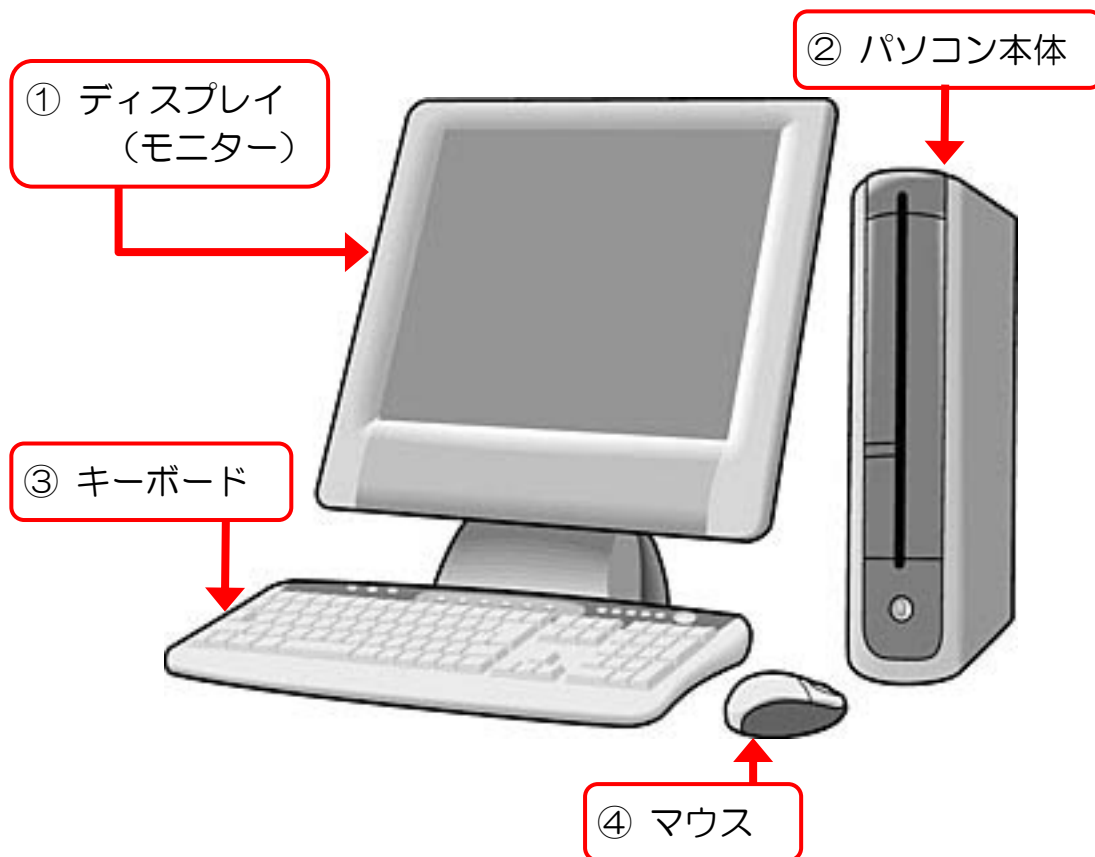 ① ディスプレイ
（モニター）
② パソコン本体
③ キーボード
④ マウス